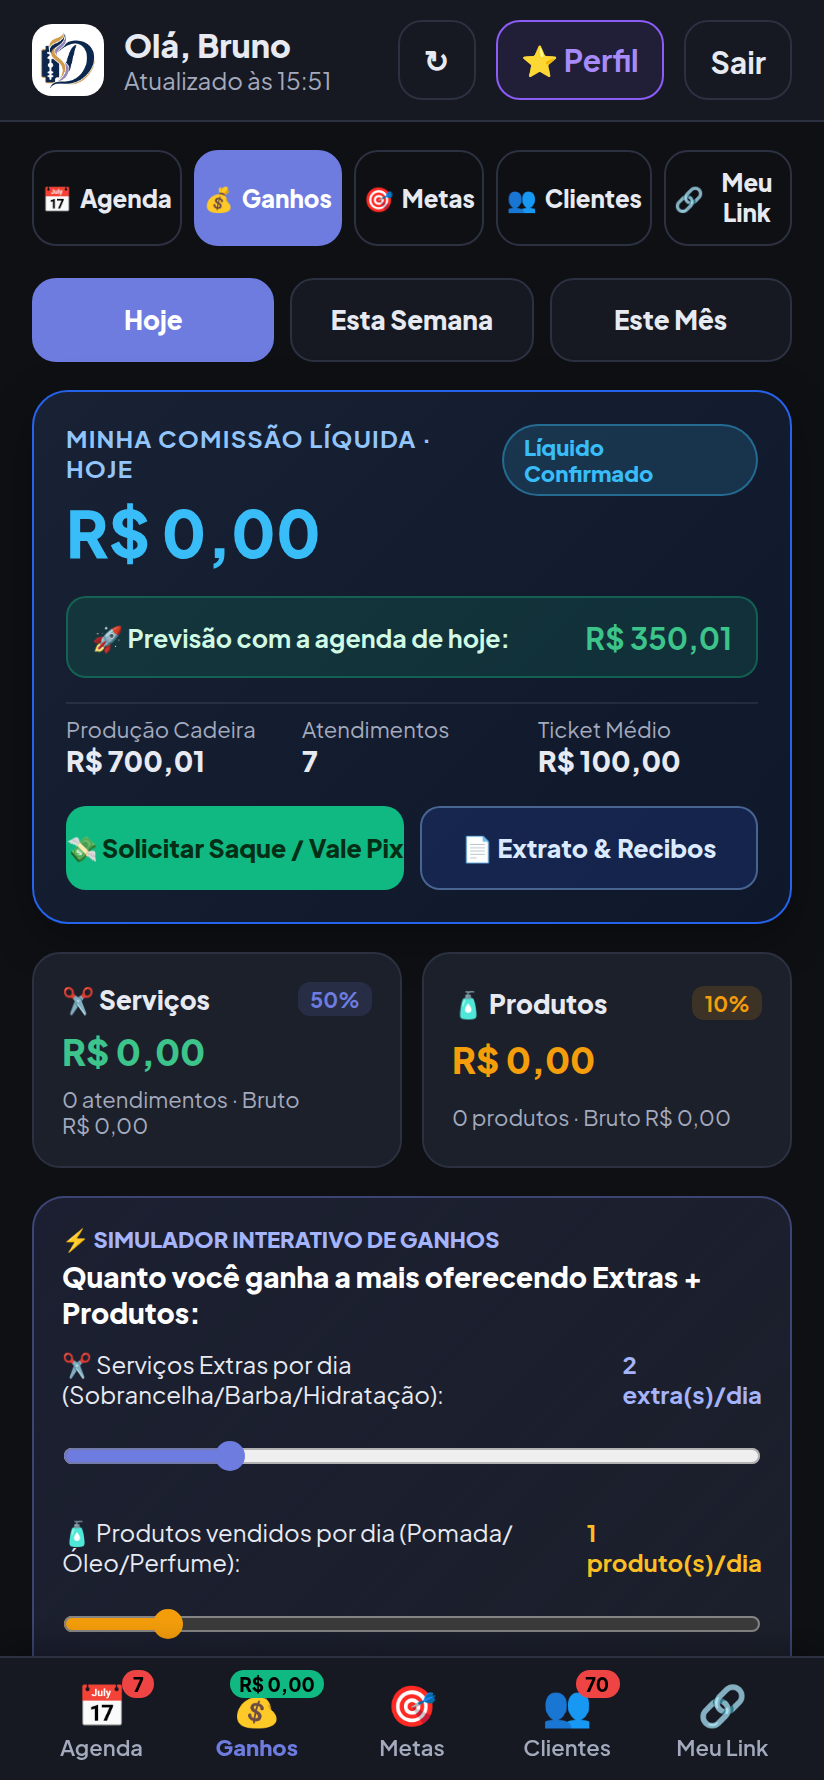 Olá, Bruno
Atualizado às 15:51
↻
⭐ Perfil
Sair
📅 Agenda
💰 Ganhos
🎯 Metas
👥 Clientes
🔗 Meu
Link
Hoje
Esta Semana
Este Mês
MINHA COMISSÃO LÍQUIDA ·
HOJE
Líquido
Confirmado
R$ 0,00
🚀 Previsão com a agenda de hoje:
R$ 350,01
Produção Cadeira
R$ 700,01
Atendimentos
7
Ticket Médio
R$ 100,00
💸 Solicitar Saque / Vale Pix
📄 Extrato & Recibos
✂️ Serviços
50%
R$ 0,00
0 atendimentos · Bruto
R$ 0,00
🧴 Produtos
10%
R$ 0,00
0 produtos · Bruto R$ 0,00
⚡ SIMULADOR INTERATIVO DE GANHOS
Quanto você ganha a mais oferecendo Extras +
Produtos:
✂️ Serviços Extras por dia
(Sobrancelha/Barba/Hidratação):
2
extra(s)/dia
🧴 Produtos vendidos por dia (Pomada/
Óleo/Perfume):
1
produto(s)/dia
7
Agenda
R$ 0,00
Ganhos
Metas
70
Clientes
Meu Link